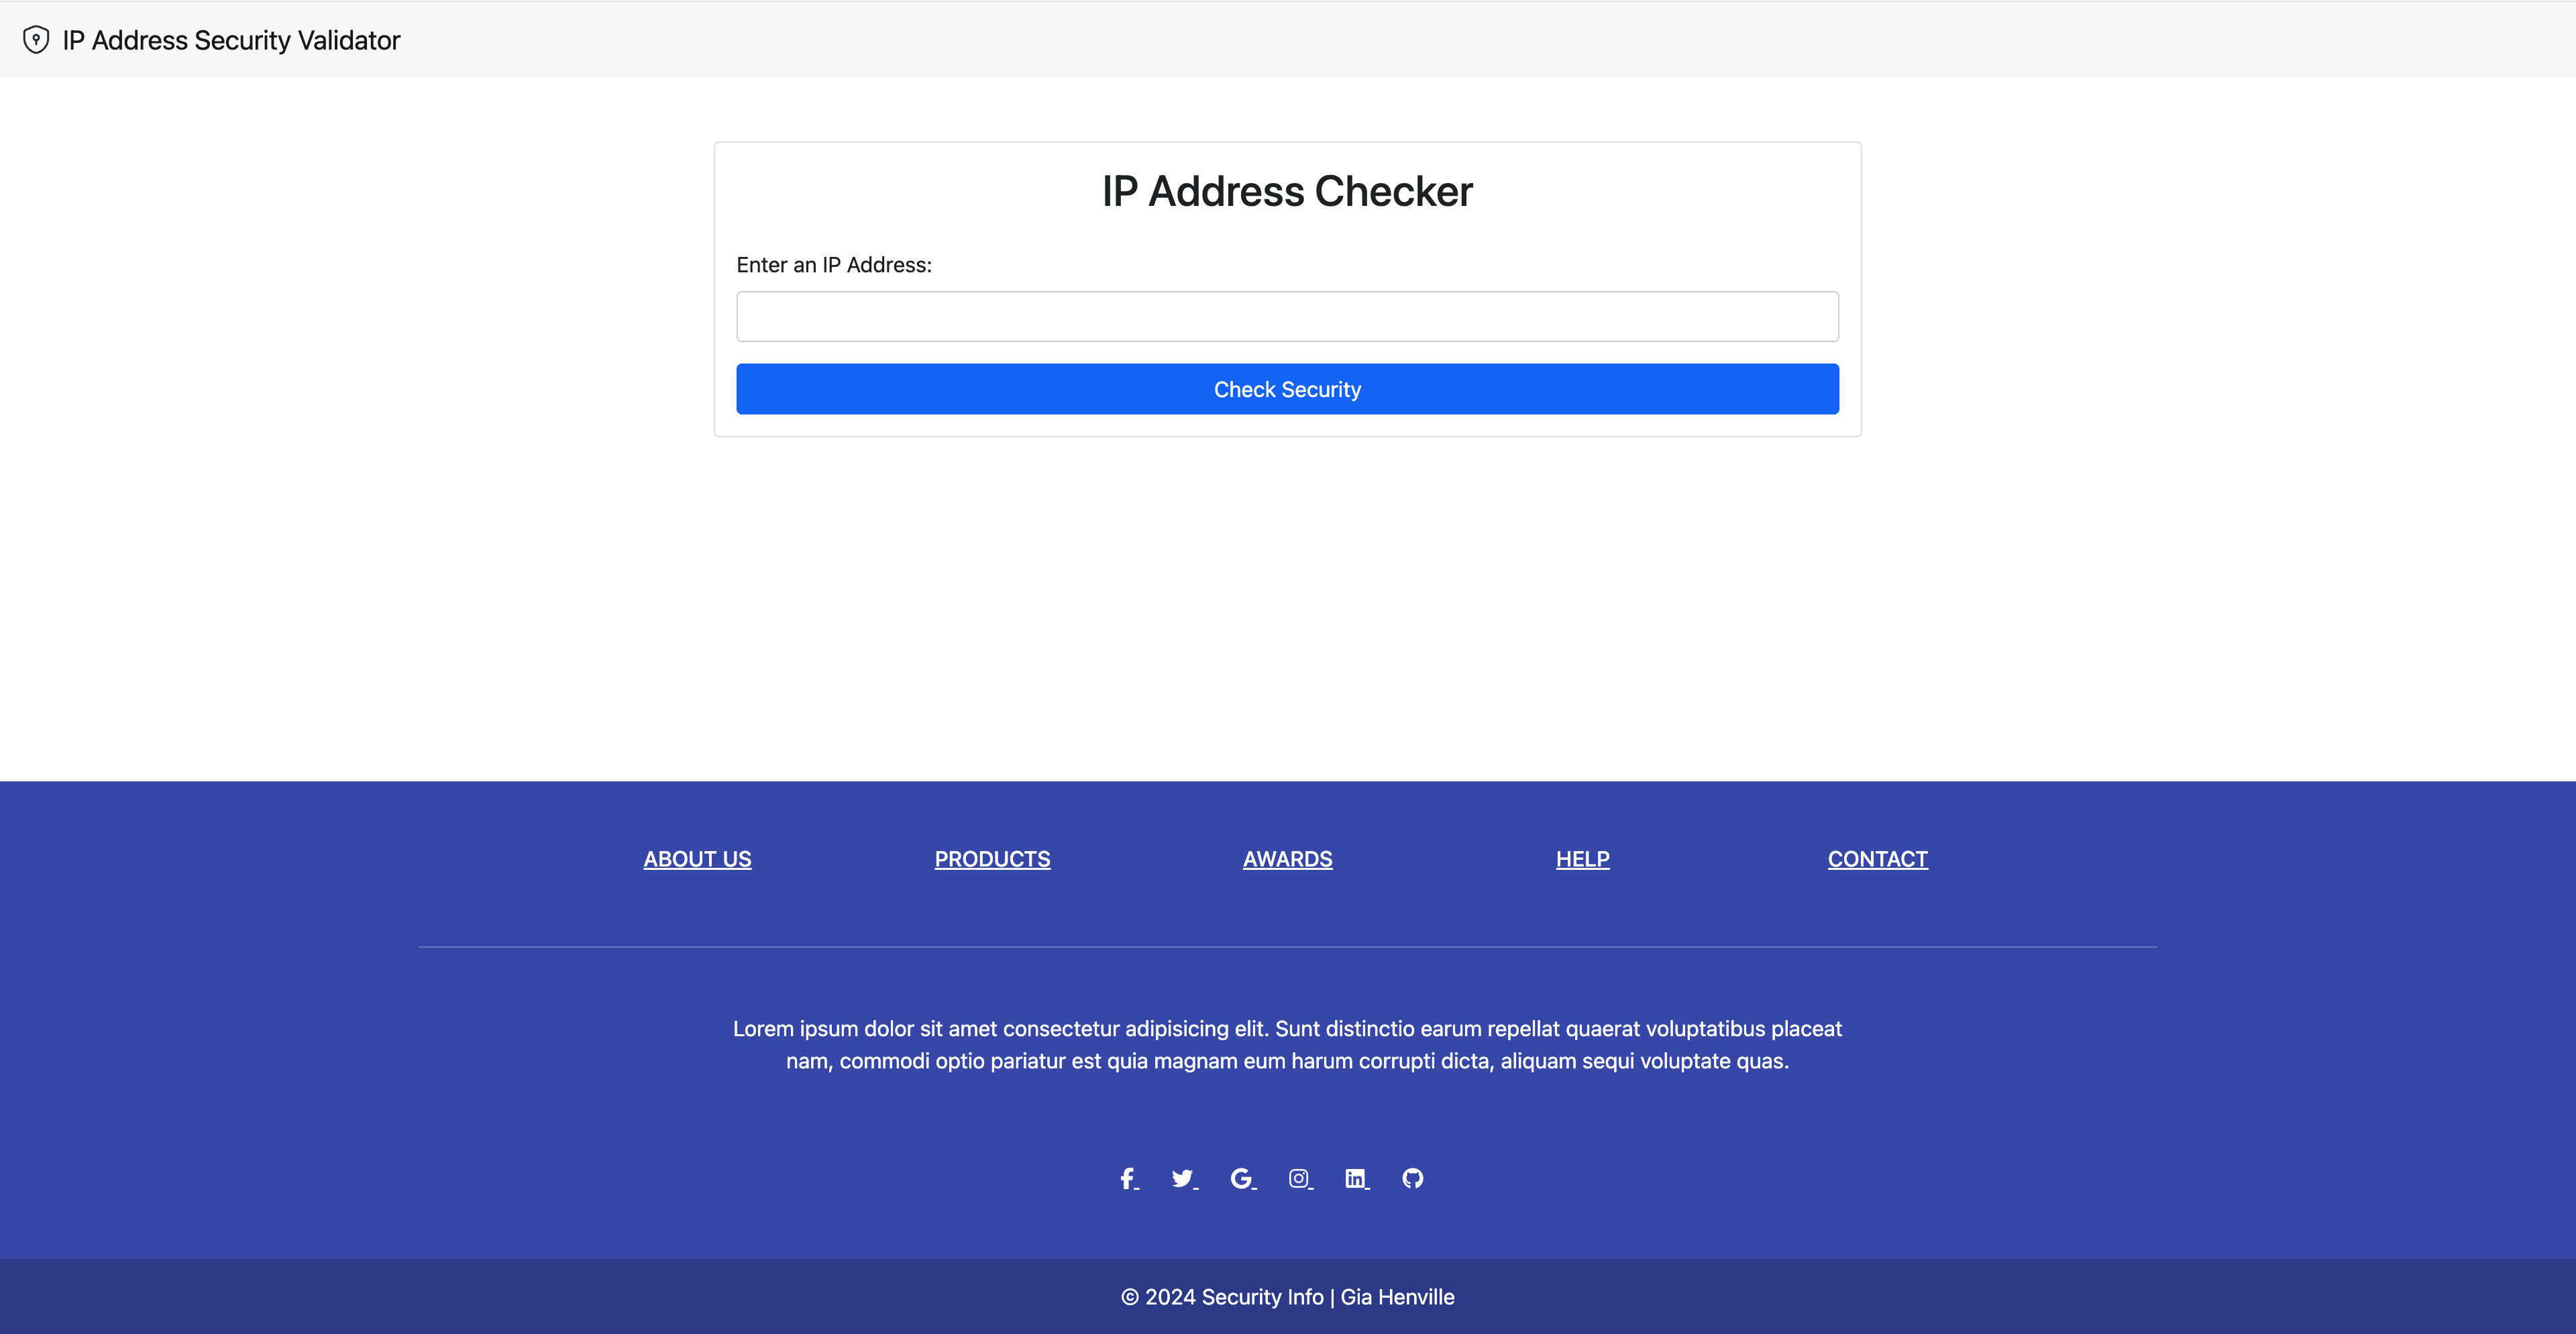 IP Address Security Validator
IP Address Checker
Enter an IP Address:
Check Security
ABOUT US
PRODUCTS
AWARDS
HELP
CONTACT
Lorem ipsum dolor sit amet consectetur adipisicing elit. Sunt distinctio earum repellat quaerat voluptatibus placeat
nam, commodi optio pariatur est quia magnam eum harum corrupti dicta, aliquam sequi voluptate quas.
© 2024 Security Info | Gia Henville